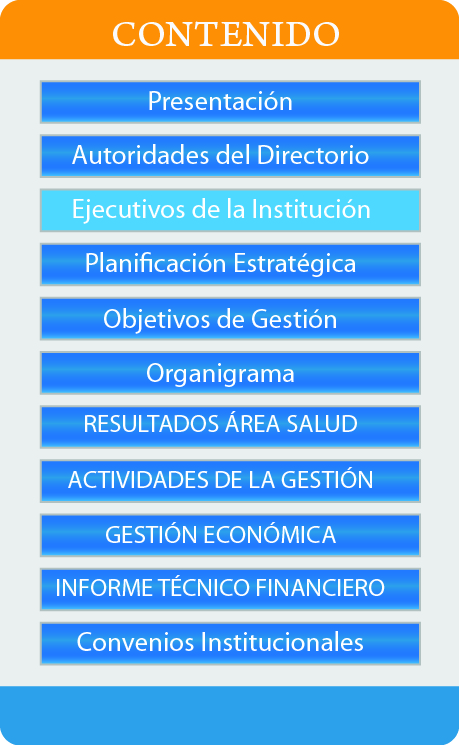 CONTENIDO
Presentación
Autoridades del Directorio
Ejecutivos de la Institución
Planificación Estratégica
Objetivos de Gestión
Organigrama
RESULTADOS ÁREA SALUD
ACTIVIDADES DE LA GESTIÓN
GESTIÓN ECONÓMICA
INFORME TÉCNICO FINANCIERO
Convenios Institucionales